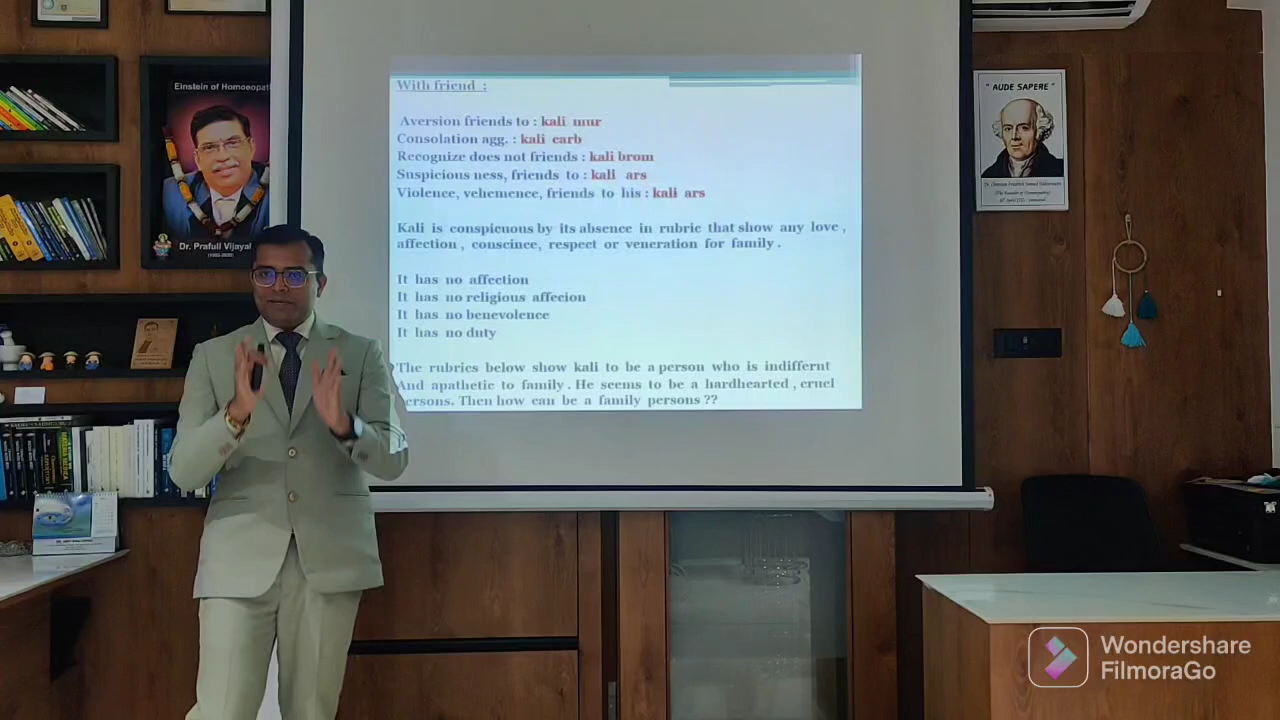 Einstein of Homoeopat
Dr. Prafull Vijayal
With friend :
Aversion friends to : kali mur
Consolation agg. : kali carb
Recognize does not friends : kali brom
Suspicious ness, friends to : kali ars
Violence, vehemence, friends to his : kali ars
Kali is conspicuous by its absence in rubric that show any love ,
affection , conscince, respect or veneration for family .
It has no affection
It has no religious affecion
It has no benevolence
It has no duty
The rubrics below show kali to be a person who is indiffernt
And apathetic to family . He seems to be a hardhearted , cruel
ersons. Then how can be a family persons ??
" AUDE SAPERE "
Wondershare
FilmoraGo